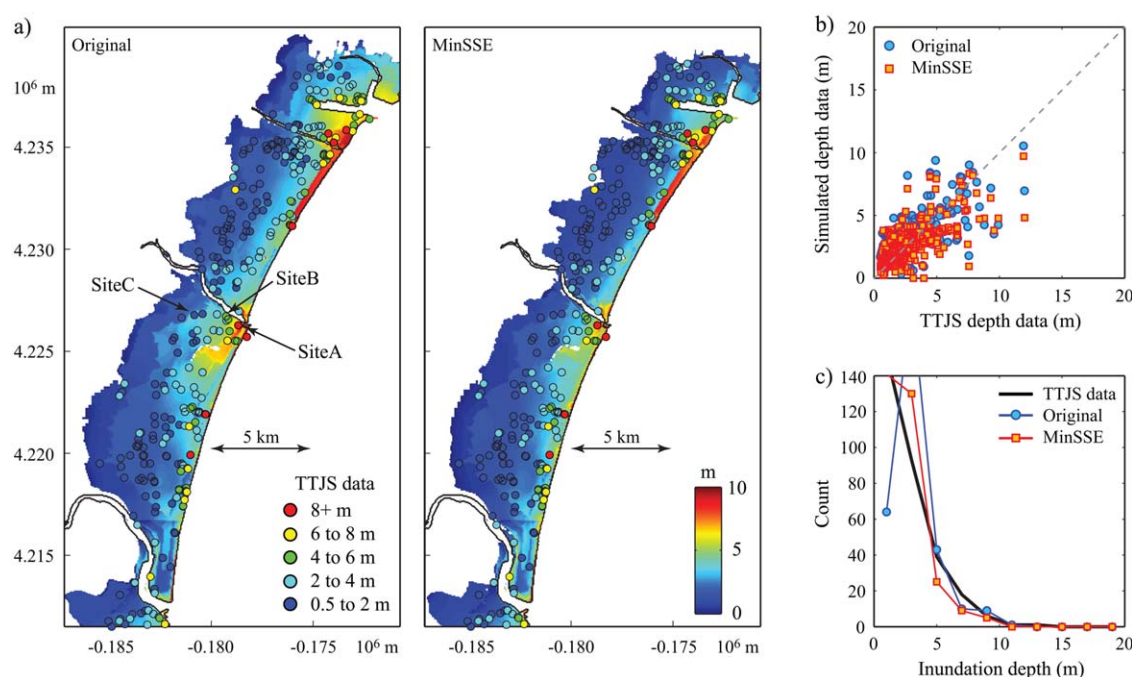 a)
Original
10⁶ m
4.235
4.230
4.225
4.220
4.215
SiteC
SiteB
SiteA
5 km
TTJS data
8+ m
6 to 8 m
4 to 6 m
2 to 4 m
0.5 to 2 m
-0.185
-0.180
-0.175
10⁶ m
MinSSE
5 km
m
10
5
0
-0.185
-0.180
-0.175
10⁶ m
b)
Original
MinSSE
Simulated depth data (m)
20
15
10
5
0
0
5
10
15
20
TTJS depth data (m)
c)
TTJS data
Original
MinSSE
Count
140
120
100
80
60
40
20
0
0
5
10
15
20
Inundation depth (m)